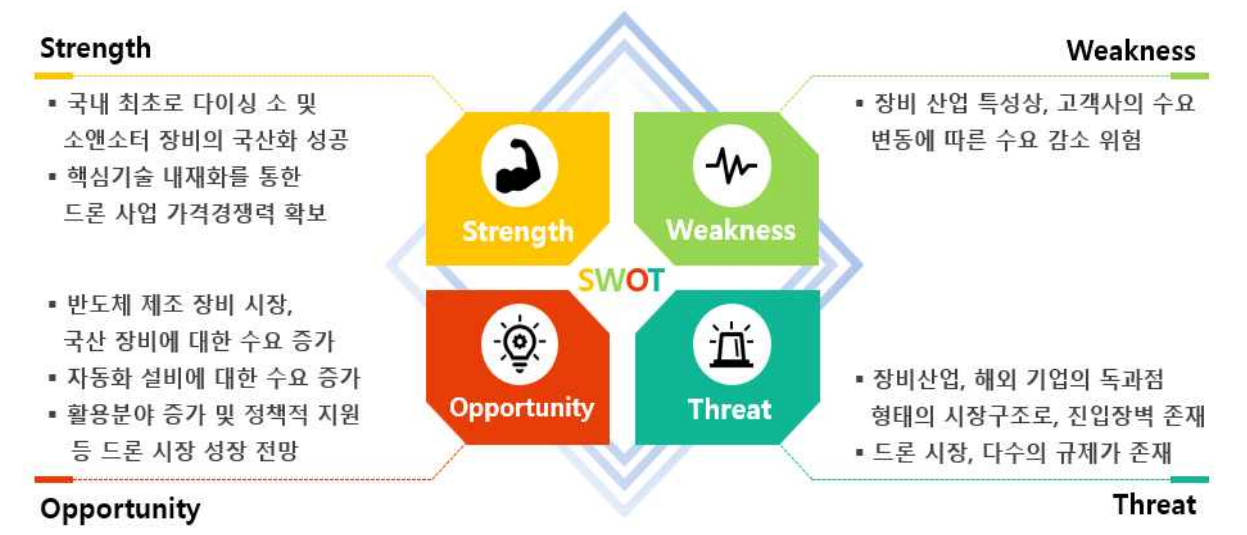 Strength
▪ 국내 최초로 다이싱 소 및
소앤소터 장비의 국산화 성공
▪ 핵심기술 내재화를 통한
드론 사업 가격경쟁력 확보
Weakness
▪ 장비 산업 특성상, 고객사의 수요
변동에 따른 수요 감소 위험
Strength
Weakness
SWOT
Opportunity
Threat
▪ 반도체 제조 장비 시장,
국산 장비에 대한 수요 증가
▪ 자동화 설비에 대한 수요 증가
▪ 활용분야 증가 및 정책적 지원
등 드론 시장 성장 전망
Opportunity
▪ 장비산업, 해외 기업의 독과점
형태의 시장구조로, 진입장벽 존재
▪ 드론 시장, 다수의 규제가 존재
Threat